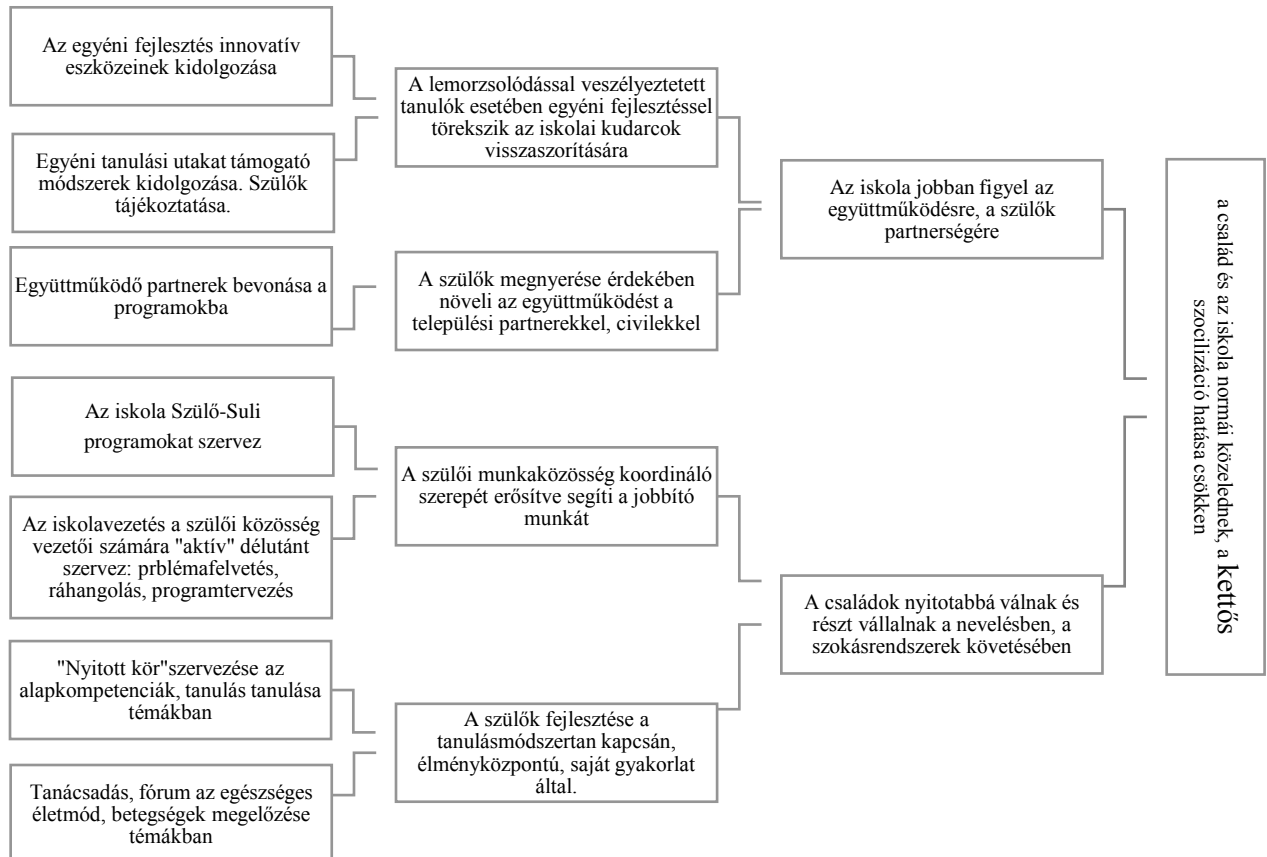 Az egyéni fejlesztés innovatív
eszközeinek kidolgozása
Egyéni tanulási utakat támogató
módszerek kidolgozása. Szülők
tájékoztatása.
Együttműködő partnerek bevonása a
programokba
Az iskola Szülő-Suli
programokat szervez
Az iskolavezetés a szülői közösség
vezetői számára "aktív" délutánt
szervez: prblémafelvetés,
ráhangolás, programtervezés
"Nyitott kör"szervezése az
alapkompetenciák, tanulás tanulása
témákban
Tanácsadás, fórum az egészséges
életmód, betegségek megelőzése
témákban
A lemorzsolódással veszélyeztetett
tanulók esetében egyéni fejlesztéssel
törekszik az iskolai kudarcok
visszaszorítására
A szülők megnyerése érdekében
növeli az együttműködést a
települési partnerekkel, civilekkel
A szülői munkaközösség koordináló
szerepét erősítve segíti a jobbító
munkát
A szülők fejlesztése a
tanulásmódszertan kapcsán,
élményközpontú, saját gyakorlat
által.
Az iskola jobban figyel az
együttműködésre, a szülők
partnerségére
A családok nyitotabbá válnak és
részt vállalnak a nevelésben, a
szokásrendszerek követésében
a család és az iskola normái közelednek, a kettős
szocilizáció hatása csökken